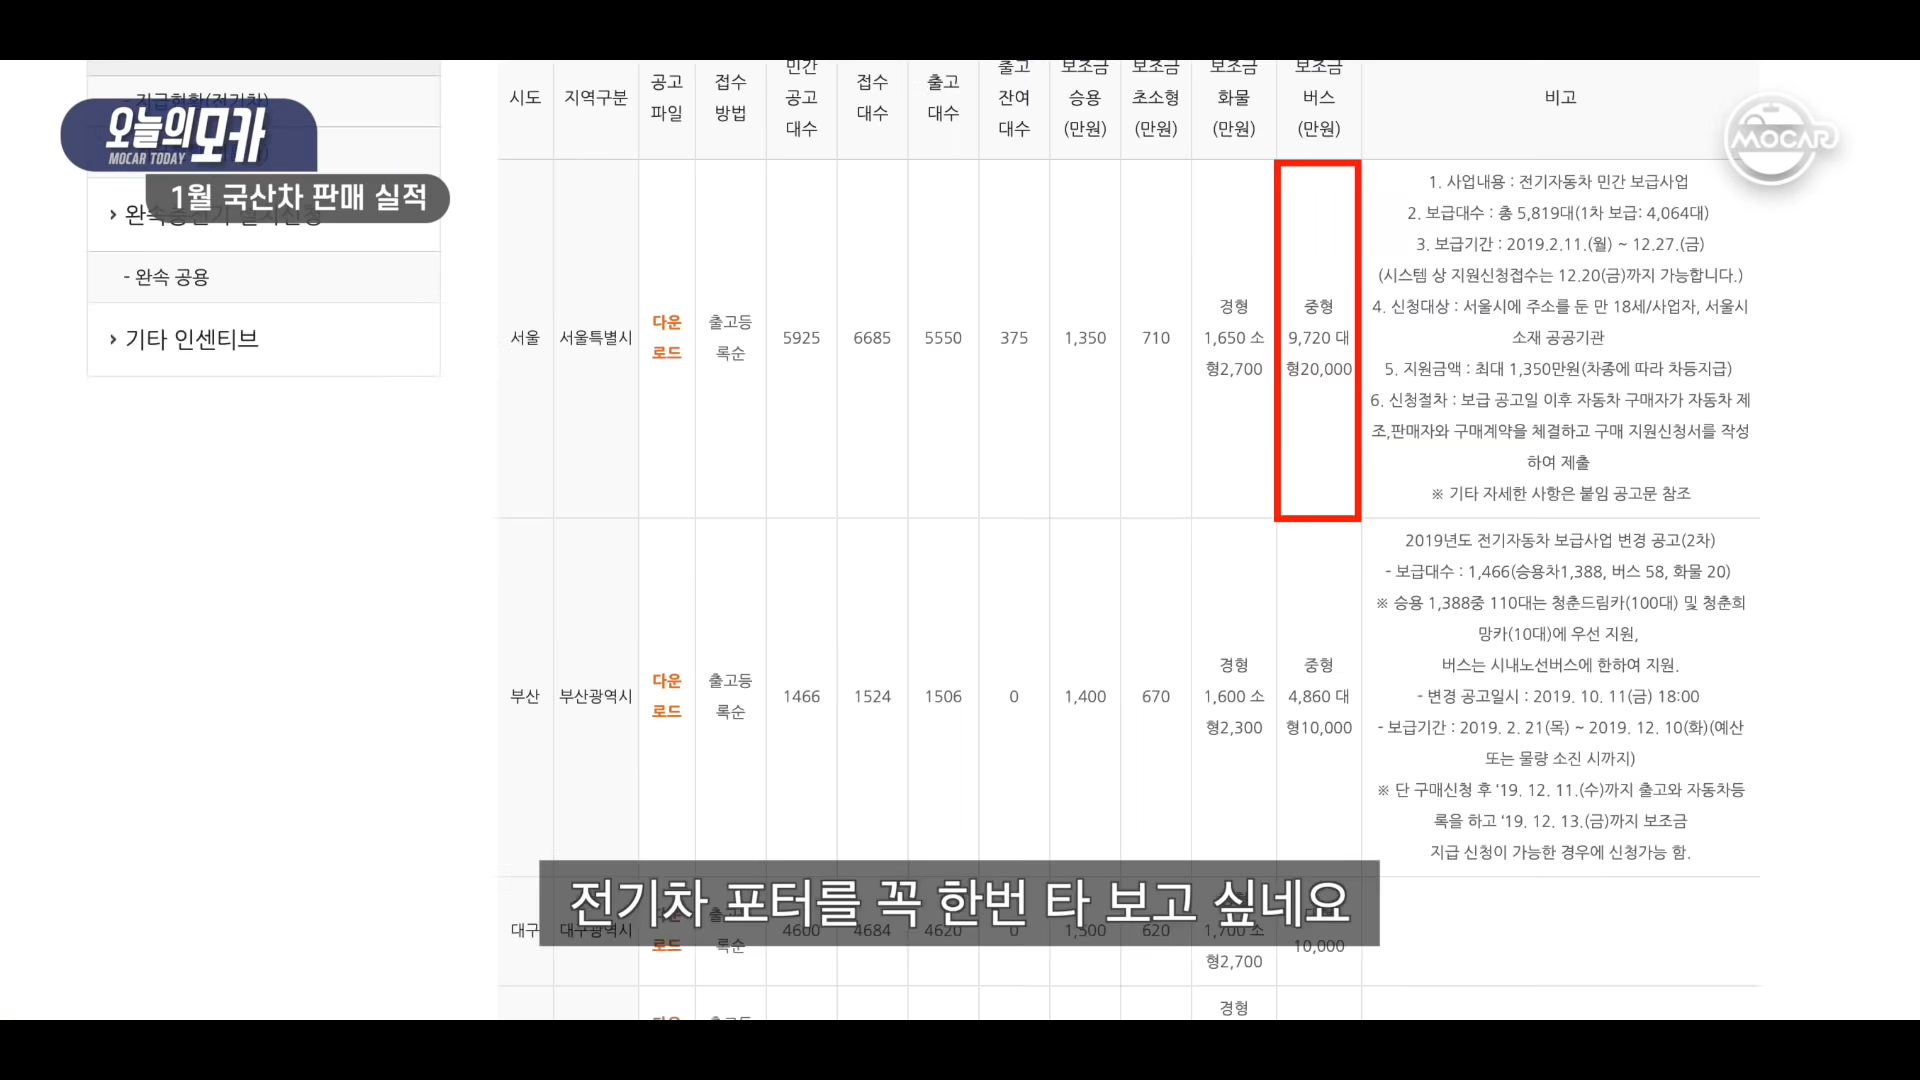 오늘의모카
MOCAR TODAY
1월 국산차 판매 실적
MOCAR
- 완속 공용
› 기타 인센티브
시도
지역구분
공고
파일
접수
방법
민간
공고
대수
접수
대수
출고
대수
출고
잔여
대수
보조금
승용
(만원)
보조금
초소형
(만원)
보조금
화물
(만원)
보조금
버스
(만원)
비고
서울
서울특별시
다운
로드
출고등
록순
5925
6685
5550
375
1,350
710
경형
1,650 소
형2,700
중형
9,720 대
형20,000
1. 사업내용 : 전기자동차 민간 보급사업
2. 보급대수 : 총 5,819대(1차 보급: 4,064대)
3. 보급기간 : 2019.2.11.(월) ~ 12.27.(금)
(시스템 상 지원신청접수는 12.20(금)까지 가능합니다.)
4. 신청대상 : 서울시에 주소를 둔 만 18세/사업자, 서울시
소재 공공기관
5. 지원금액 : 최대 1,350만원(차종에 따라 차등지급)
6. 신청절차 : 보급 공고일 이후 자동차 구매자가 자동차 제
조,판매자와 구매계약을 체결하고 구매 지원신청서를 작성
하여 제출
※ 기타 자세한 사항은 붙임 공고문 참조
부산
부산광역시
다운
로드
출고등
록순
1466
1524
1506
0
1,400
670
경형
1,600 소
형2,300
중형
4,860 대
형10,000
2019년도 전기자동차 보급사업 변경 공고(2차)
- 보급대수 : 1,466(승용차1,388, 버스 58, 화물 20)
※ 승용 1,388중 110대는 청춘드림카(100대) 및 청춘희
망카(10대)에 우선 지원,
버스는 시내노선버스에 한하여 지원.
- 변경 공고일시 : 2019. 10. 11(금) 18:00
- 보급기간 : 2019. 2. 21(목) ~ 2019. 12. 10(화)(예산
또는 물량 소진 시까지)
※ 단 구매신청 후 '19. 12. 11.(수)까지 출고와 자동차등
록을 하고 '19. 12. 13.(금)까지 보조금
지급 신청이 가능한 경우에 신청가능 함.
전기차 포터를 꼭 한번 타 보고 싶네요
대구
대구광역시
로드
록순
4600
4684
4620
0
1,500
620
1,700 소
형2,700
10,000
경형